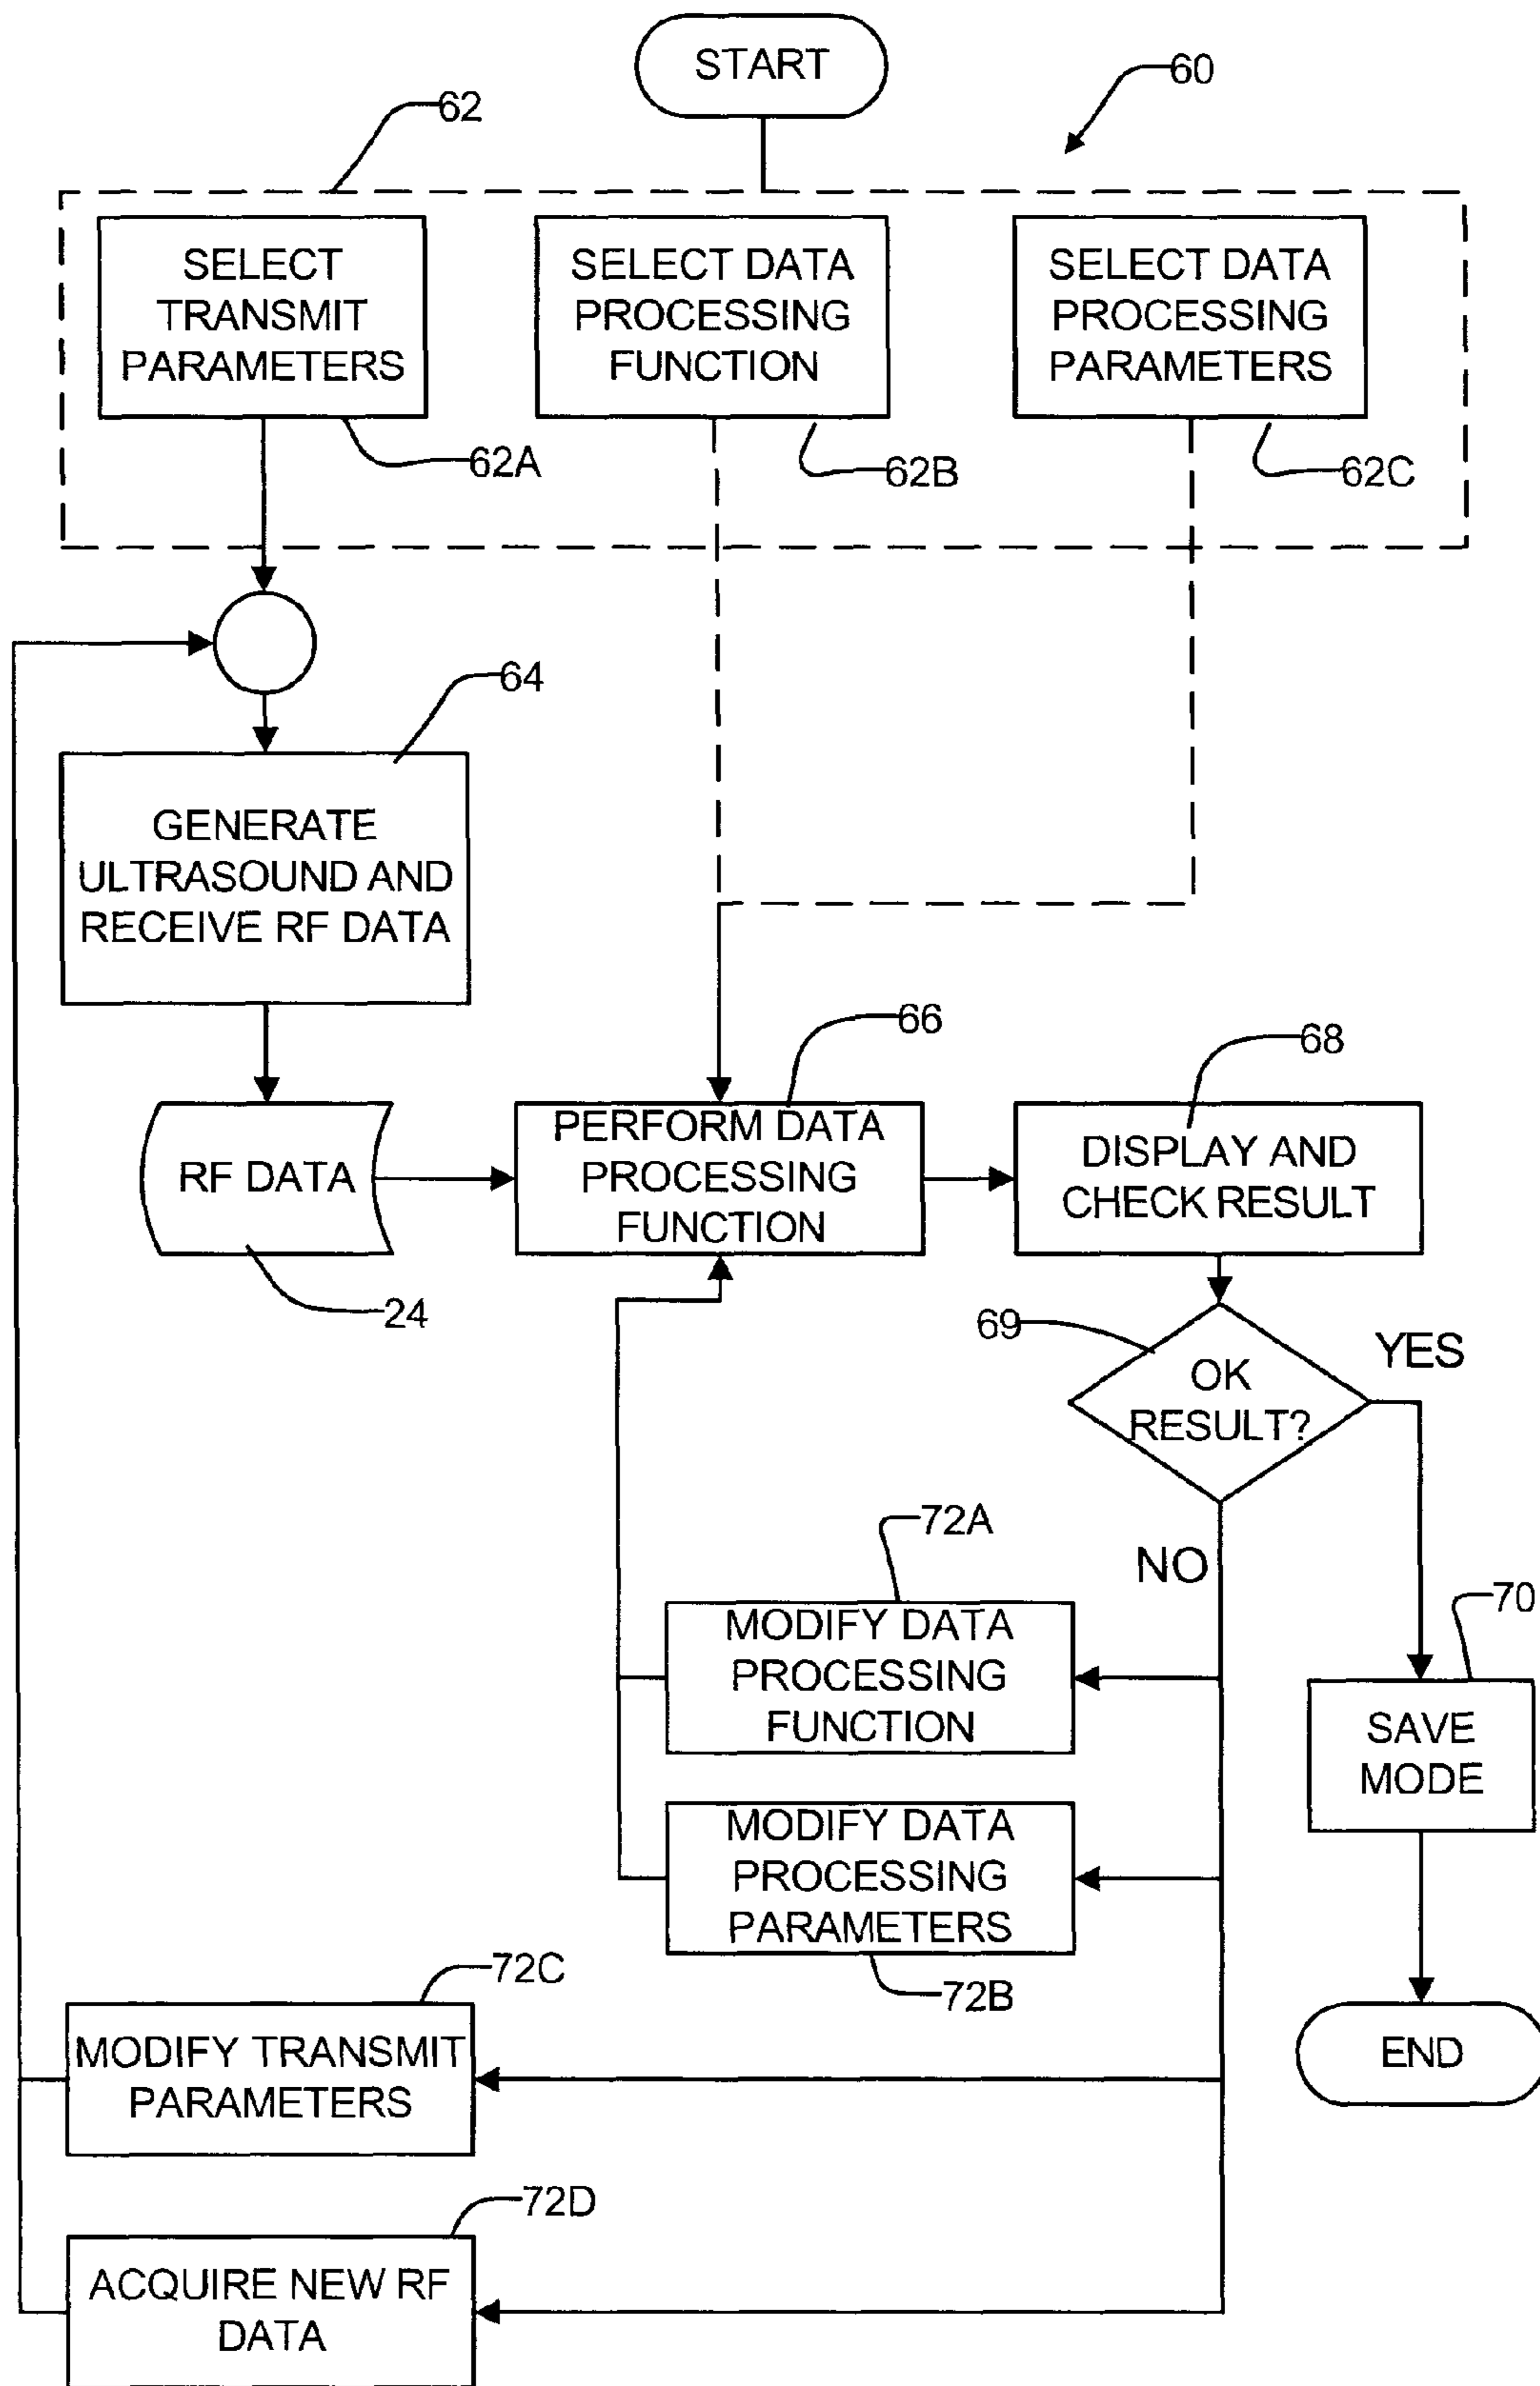 START
60
62
SELECT
TRANSMIT
PARAMETERS
SELECT DATA
PROCESSING
FUNCTION
SELECT DATA
PROCESSING
PARAMETERS
62A
62B
62C
64
GENERATE
ULTRASOUND AND
RECEIVE RF DATA
66
68
RF DATA
PERFORM DATA
PROCESSING
FUNCTION
DISPLAY AND
CHECK RESULT
24
69
YES
OK
RESULT?
72A
NO
70
MODIFY DATA
PROCESSING
FUNCTION
SAVE
MODE
MODIFY DATA
PROCESSING
PARAMETERS
72C
72B
MODIFY TRANSMIT
PARAMETERS
END
72D
ACQUIRE NEW RF
DATA